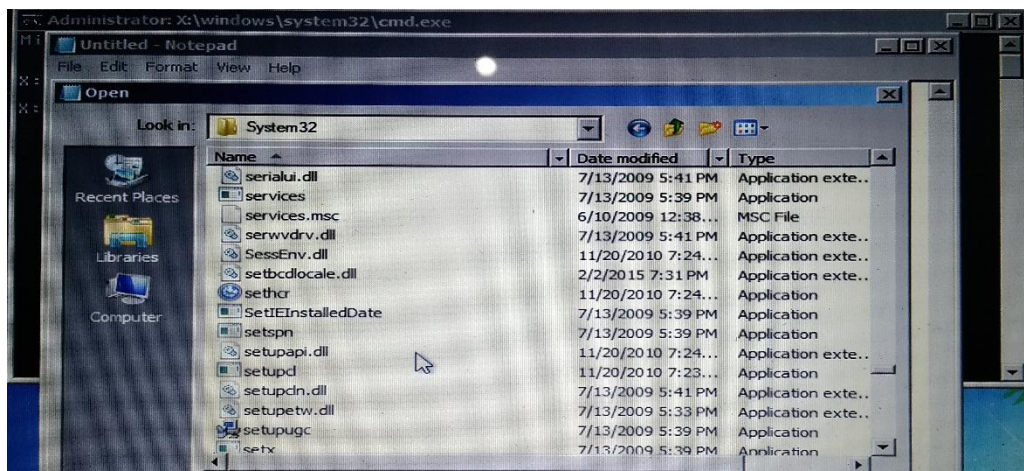 Administrator: X:\windows\system32\cmd.exe
Mi
Untitled - Notepad
File Edit Format View Help
X:
Open
X:
Look in: System32
Name Date modified Type
serialui.dll 7/13/2009 5:41 PM Application exte..
Recent Places services 7/13/2009 5:39 PM Application
services.msc 6/10/2009 12:38... MSC File
serwvdrv.dll 7/13/2009 5:41 PM Application exte..
Libraries SessEnv.dll 11/20/2010 7:24... Application exte..
setbcdlocale.dll 2/2/2015 7:31 PM Application exte..
sethcr 11/20/2010 7:24... Application
Computer SetIEInstalledDate 7/13/2009 5:39 PM Application
setspn 7/13/2009 5:39 PM Application
setupapi.dll 11/20/2010 7:24... Application exte..
setupcl 11/20/2010 7:23... Application
setupcln.dll 7/13/2009 5:41 PM Application exte..
setupetw.dll 7/13/2009 5:33 PM Application exte..
setupugc 7/13/2009 5:39 PM Application
setx 7/13/2009 5:39 PM Application